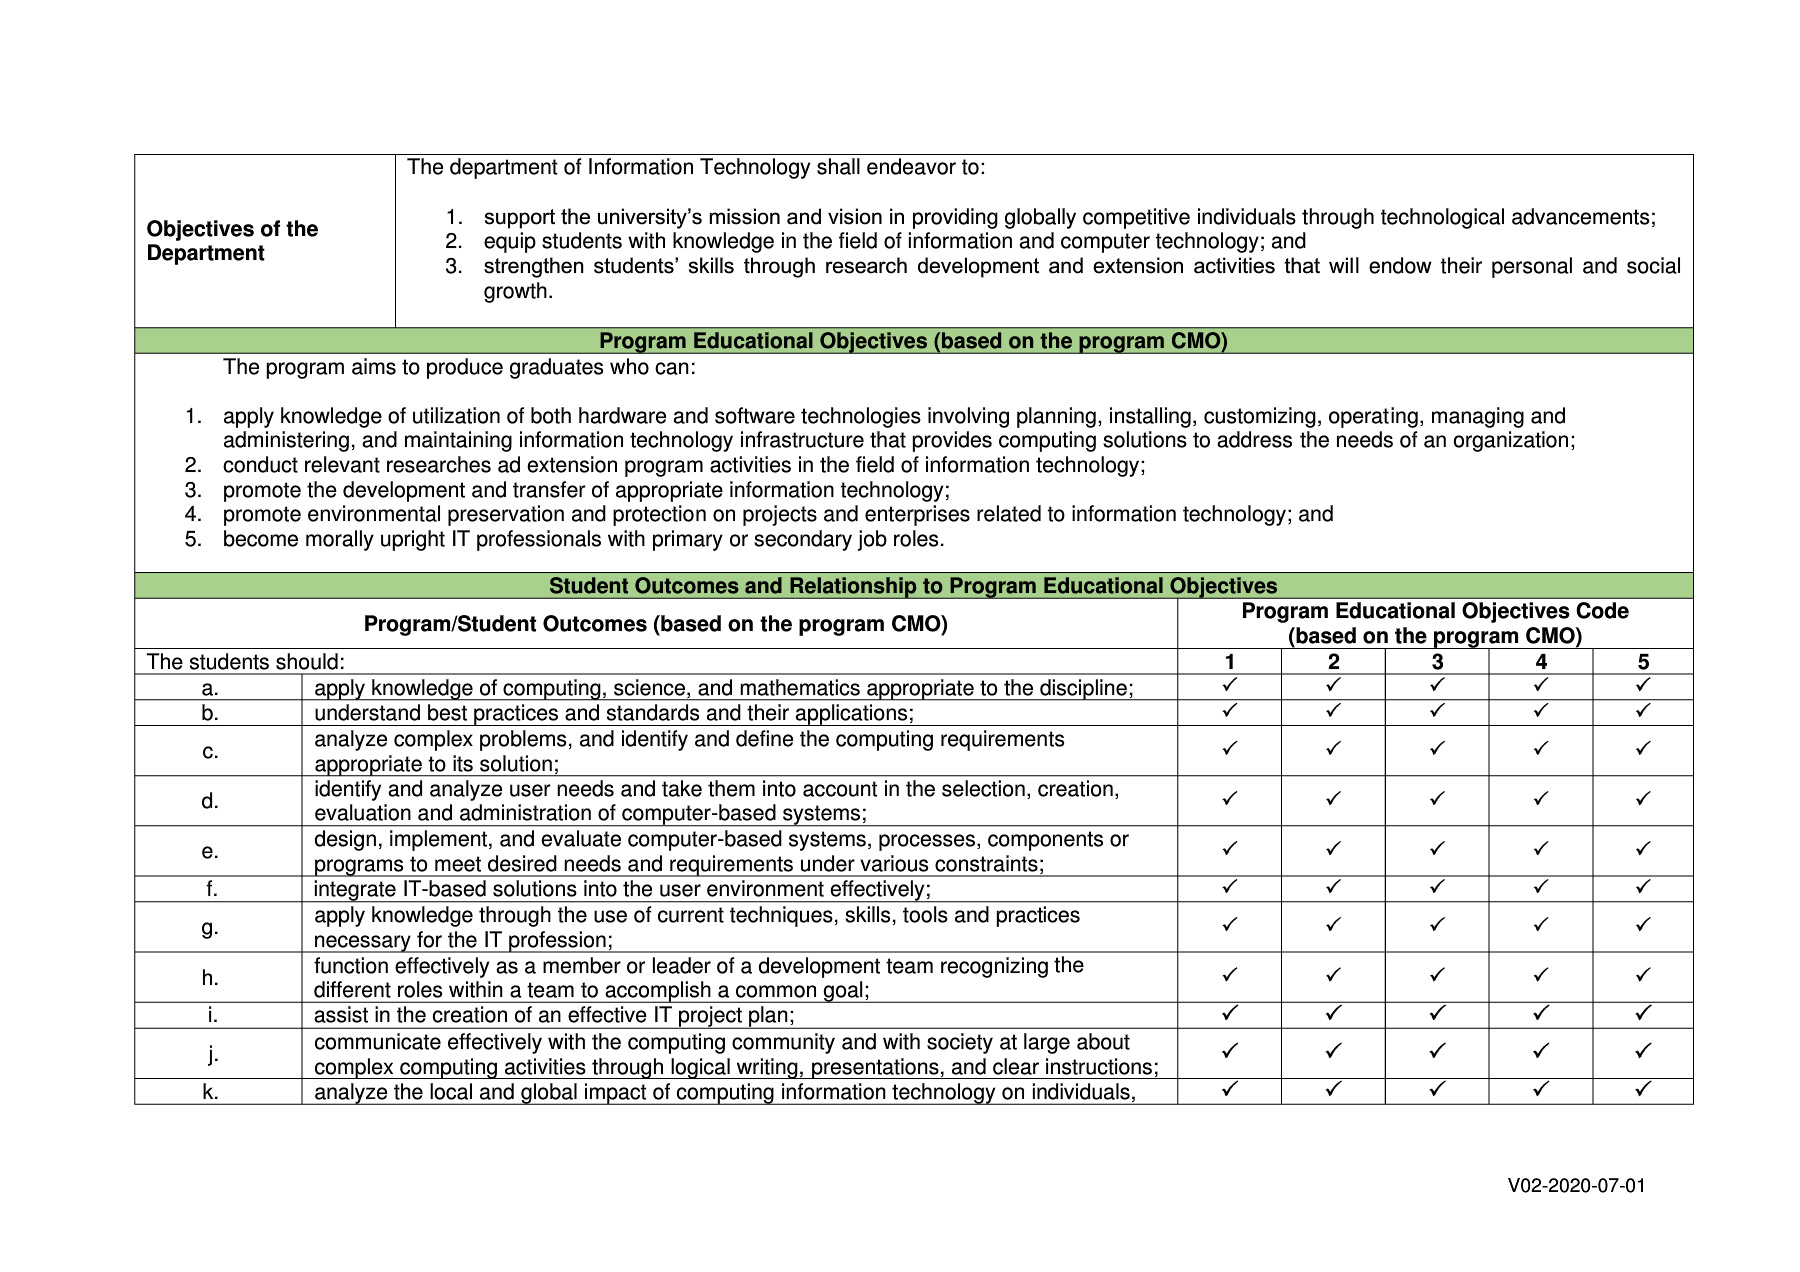 The department of Information Technology shall endeavor to:
Objectives of the
Department
1. support the university’s mission and vision in providing globally competitive individuals through technological advancements;
2. equip students with knowledge in the field of information and computer technology; and
3. strengthen students’ skills through research development and extension activities that will endow their personal and social
growth.
Program Educational Objectives (based on the program CMO)
The program aims to produce graduates who can:
1. apply knowledge of utilization of both hardware and software technologies involving planning, installing, customizing, operating, managing and
administering, and maintaining information technology infrastructure that provides computing solutions to address the needs of an organization;
2. conduct relevant researches ad extension program activities in the field of information technology;
3. promote the development and transfer of appropriate information technology;
4. promote environmental preservation and protection on projects and enterprises related to information technology; and
5. become morally upright IT professionals with primary or secondary job roles.
Student Outcomes and Relationship to Program Educational Objectives
Program/Student Outcomes (based on the program CMO)
Program Educational Objectives Code
(based on the program CMO)
The students should: 1 2 3 4 5
a. apply knowledge of computing, science, and mathematics appropriate to the discipline; ✓ ✓ ✓ ✓ ✓
b. understand best practices and standards and their applications; ✓ ✓ ✓ ✓ ✓
c. analyze complex problems, and identify and define the computing requirements
appropriate to its solution; ✓ ✓ ✓ ✓ ✓
d. identify and analyze user needs and take them into account in the selection, creation,
evaluation and administration of computer-based systems; ✓ ✓ ✓ ✓ ✓
e. design, implement, and evaluate computer-based systems, processes, components or
programs to meet desired needs and requirements under various constraints; ✓ ✓ ✓ ✓ ✓
f. integrate IT-based solutions into the user environment effectively; ✓ ✓ ✓ ✓ ✓
g. apply knowledge through the use of current techniques, skills, tools and practices
necessary for the IT profession; ✓ ✓ ✓ ✓ ✓
h. function effectively as a member or leader of a development team recognizing the
different roles within a team to accomplish a common goal; ✓ ✓ ✓ ✓ ✓
i. assist in the creation of an effective IT project plan; ✓ ✓ ✓ ✓ ✓
j. communicate effectively with the computing community and with society at large about
complex computing activities through logical writing, presentations, and clear instructions; ✓ ✓ ✓ ✓ ✓
k. analyze the local and global impact of computing information technology on individuals, ✓ ✓ ✓ ✓ ✓
V02-2020-07-01